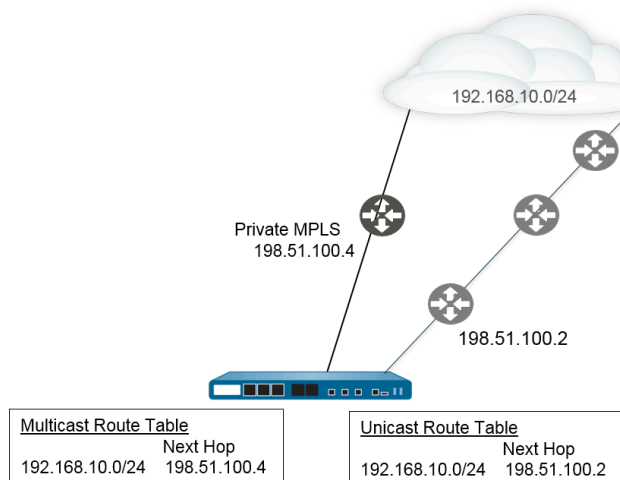 192.168.10.0/24
Private MPLS
198.51.100.4
198.51.100.2
Multicast Route Table
Next Hop
192.168.10.0/24 198.51.100.4
Unicast Route Table
Next Hop
192.168.10.0/24 198.51.100.2